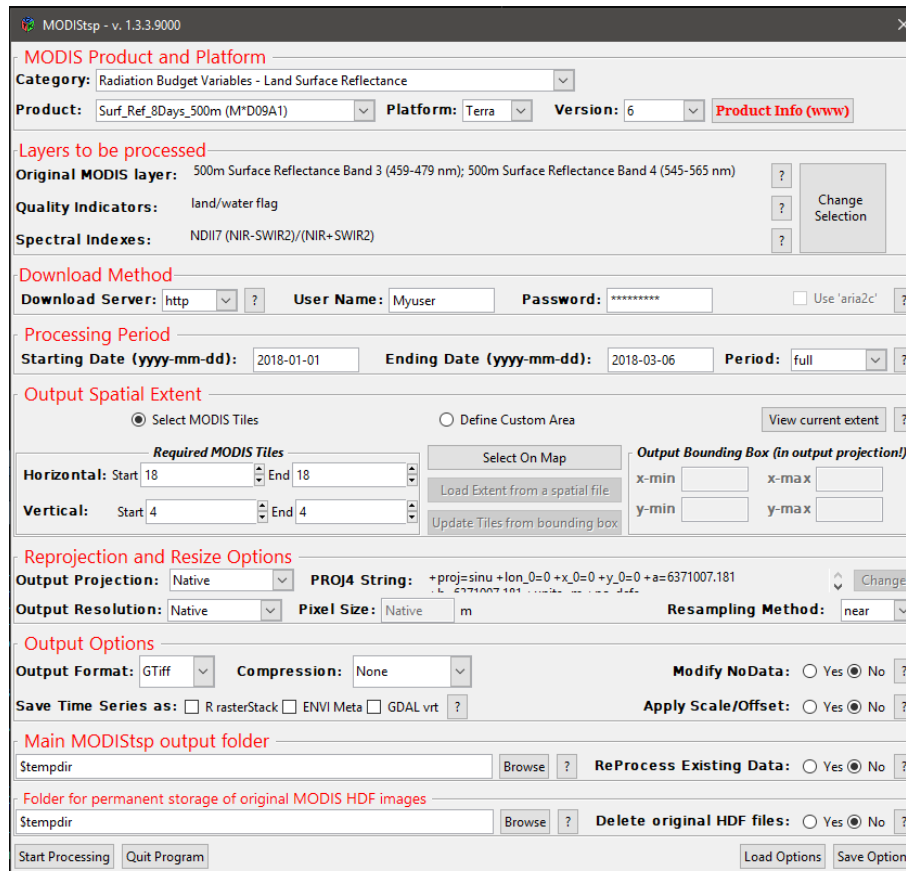 MODIStsp - v. 1.3.3.9000
MODIS Product and Platform
Category: Radiation Budget Variables - Land Surface Reflectance
Product: Surf_Ref_8Days_500m (M*D09A1) Platform: Terra Version: 6 Product Info (www)
Layers to be processed
Original MODIS layer: 500m Surface Reflectance Band 3 (459-479 nm); 500m Surface Reflectance Band 4 (545-565 nm) ?
Quality Indicators: land/water flag ? Change Selection
Spectral Indexes: NDII7 (NIR-SWIR2)/(NIR+SWIR2) ?
Download Method
Download Server: http ? User Name: Myuser Password: ********* Use 'aria2c' ?
Processing Period
Starting Date (yyyy-mm-dd): 2018-01-01 Ending Date (yyyy-mm-dd): 2018-03-06 Period: full ?
Output Spatial Extent
Select MODIS Tiles Define Custom Area View current extent ?
Required MODIS Tiles Select On Map Output Bounding Box (in output projection!)
Horizontal: Start 18 End 18 Load Extent from a spatial file x-min x-max
Vertical: Start 4 End 4 Update Tiles from bounding box y-min y-max
Reprojection and Resize Options
Output Projection: Native PROJ4 String: +proj=sinu +lon_0=0 +x_0=0 +y_0=0 +a=6371007.181 Change
Output Resolution: Native Pixel Size: Native m Resampling Method: near
Output Options
Output Format: GTiff Compression: None Modify NoData: Yes No ?
Save Time Series as: R rasterStack ENVI Meta GDAL vrt ? Apply Scale/Offset: Yes No ?
Main MODIStsp output folder
$tempdir Browse ? ReProcess Existing Data: Yes No ?
Folder for permanent storage of original MODIS HDF images
$tempdir Browse ? Delete original HDF files: Yes No ?
Start Processing Quit Program Load Options Save Option